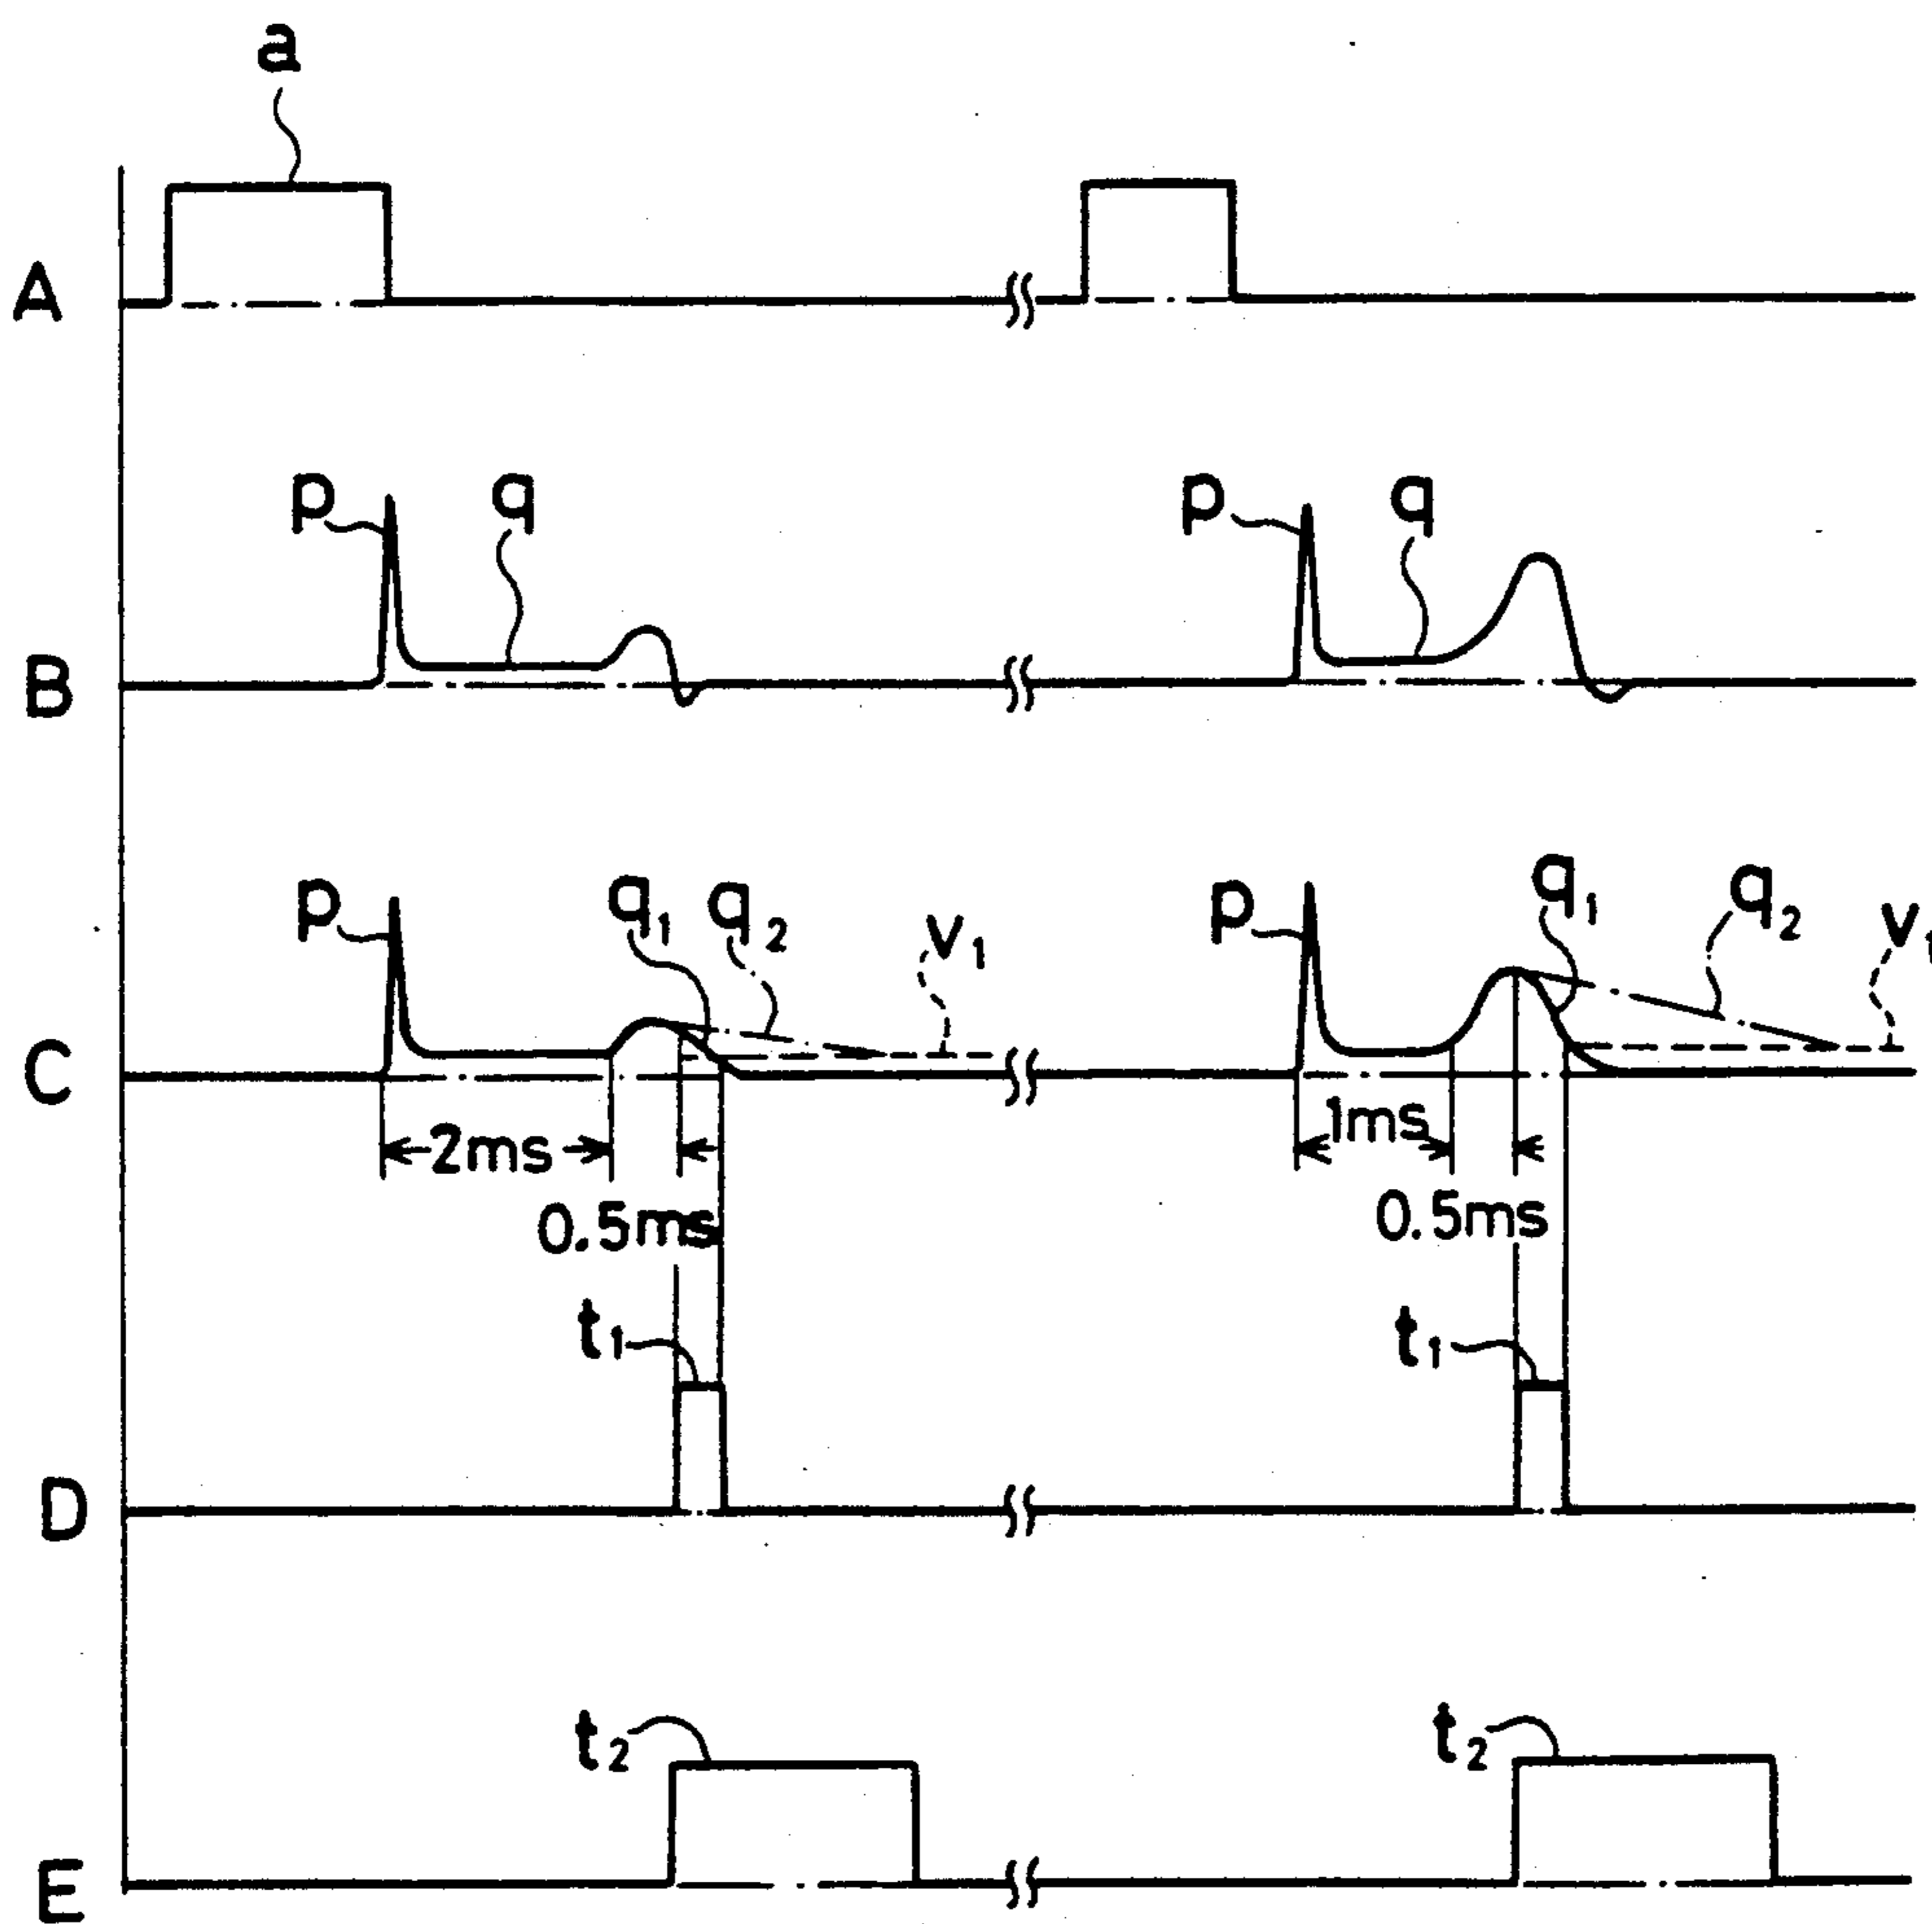 a
A
p q p q
B
p q₁ q₂ v₁ p q₁ q₂ v₁
C
2ms 1ms
0.5ms 0.5ms
t₁ t₁
D
t₂ t₂
E